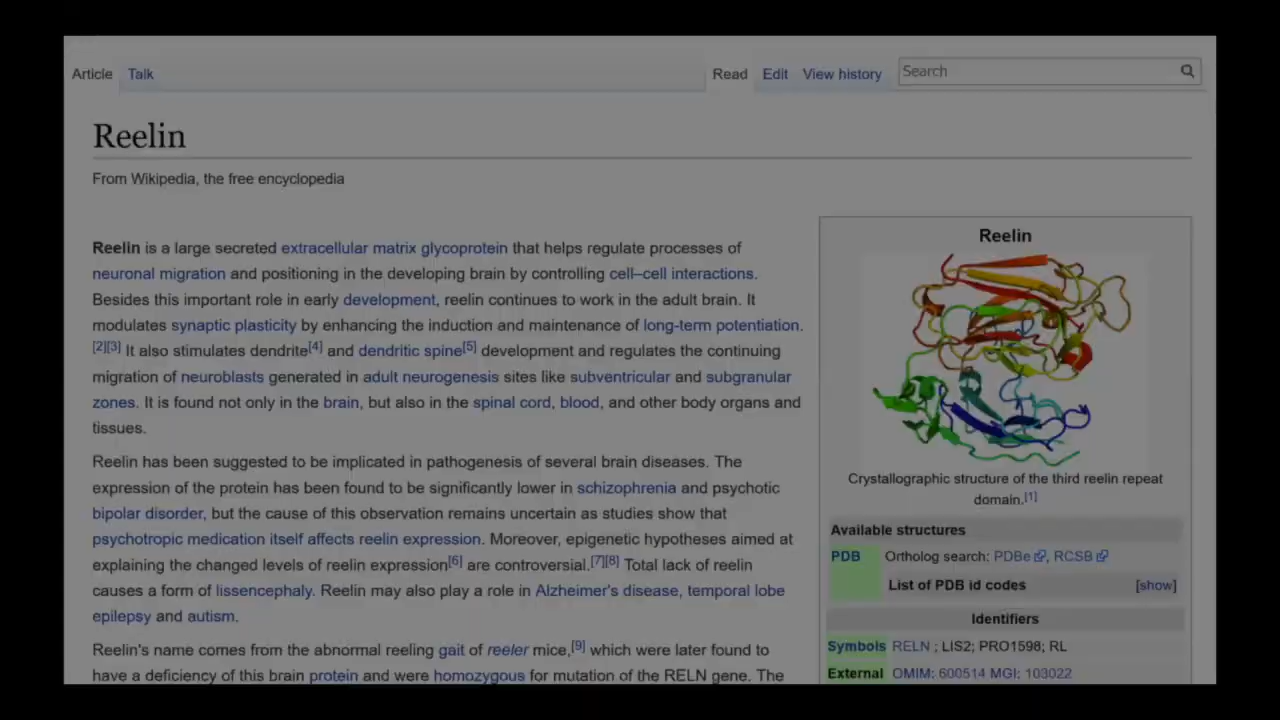 Article Talk Read Edit View history Search
Reelin
From Wikipedia, the free encyclopedia
Reelin is a large secreted extracellular matrix glycoprotein that helps regulate processes of
neuronal migration and positioning in the developing brain by controlling cell–cell interactions.
Besides this important role in early development, reelin continues to work in the adult brain. It
modulates synaptic plasticity by enhancing the induction and maintenance of long-term potentiation.
[2][3] It also stimulates dendrite[4] and dendritic spine[5] development and regulates the continuing
migration of neuroblasts generated in adult neurogenesis sites like subventricular and subgranular
zones. It is found not only in the brain, but also in the spinal cord, blood, and other body organs and
tissues.
Reelin has been suggested to be implicated in pathogenesis of several brain diseases. The
expression of the protein has been found to be significantly lower in schizophrenia and psychotic
bipolar disorder, but the cause of this observation remains uncertain as studies show that
psychotropic medication itself affects reelin expression. Moreover, epigenetic hypotheses aimed at
explaining the changed levels of reelin expression[6] are controversial.[7][8] Total lack of reelin
causes a form of lissencephaly. Reelin may also play a role in Alzheimer's disease, temporal lobe
epilepsy and autism.
Reelin's name comes from the abnormal reeling gait of reeler mice,[9] which were later found to
have a deficiency of this brain protein and were homozygous for mutation of the RELN gene. The
Reelin
Crystallographic structure of the third reelin repeat
domain.[1]
Available structures
PDB Ortholog search: PDBe, RCSB
List of PDB id codes [show]
Identifiers
Symbols RELN ; LIS2; PRO1598; RL
External OMIM: 600514 MGI: 103022